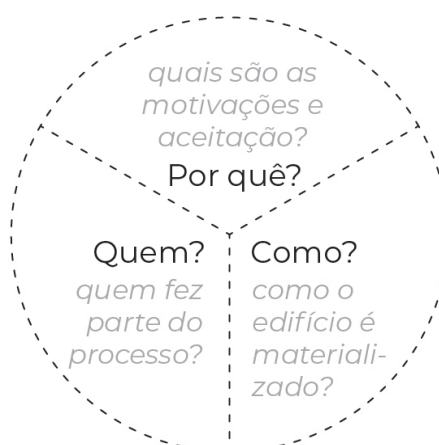 quais são as
motivações e
aceitação?
Por quê?
Quem?
quem fez
parte do
processo?
Como?
como o
edifício é
materiali-
zado?